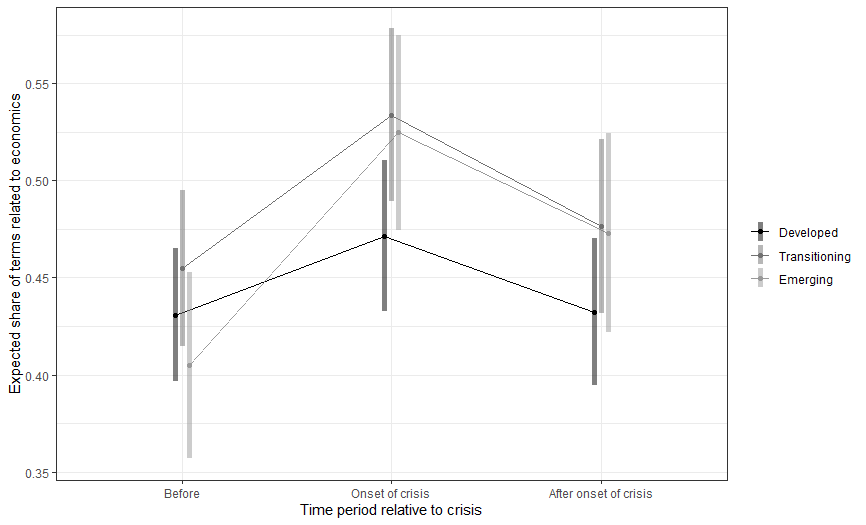 Expected share of terms related to economics
0.55
0.50
0.45
0.40
0.35
Before
Onset of crisis
After onset of crisis
Time period relative to crisis
Developed
Transitioning
Emerging